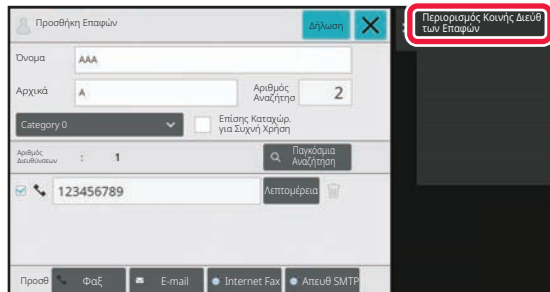 Προσθήκη Επαφών
Δήλωση
Περιορισμός Κοινής Διεύθ
των Επαφών
Όνομα
AAA
Αρχικά
A
Αριθμός
Αναζήτησ
2
Category 0
Επίσης Καταχώρ.
για Συχνή Χρήση
Αριθμός
Διευθύνσεων
:
1
Παγκόσμια
Αναζήτηση
123456789
Λεπτομέρεια
Προσθ
Φαξ
E-mail
Internet Fax
Απευθ SMTP